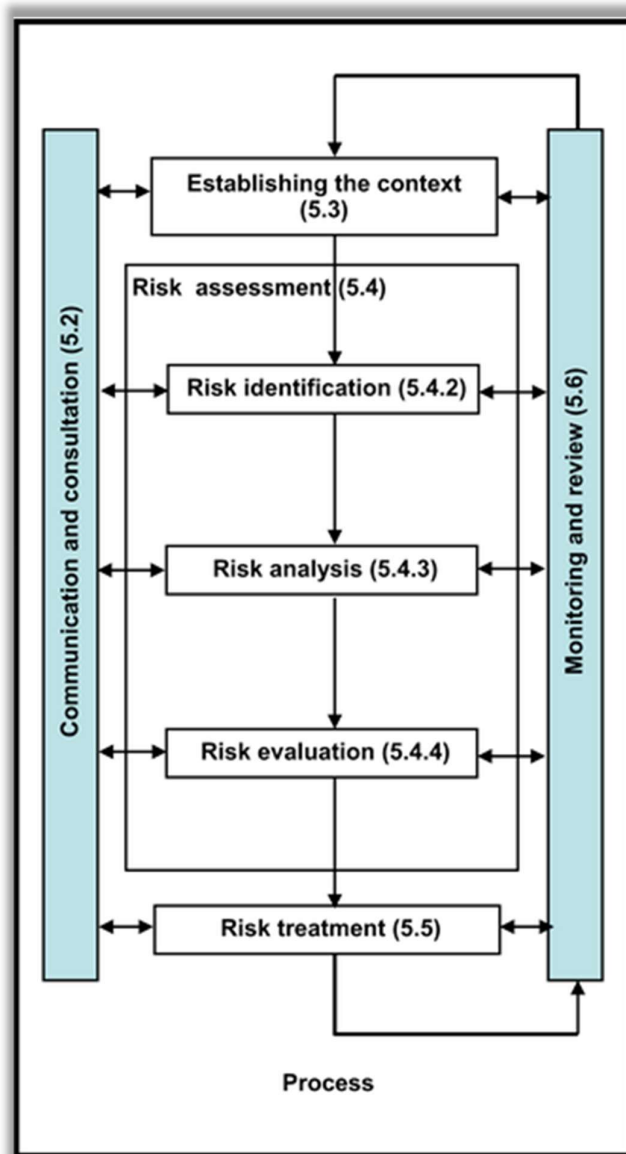 Establishing the context
(5.3)
Risk assessment (5.4)
Communication and consultation (5.2)
Risk identification (5.4.2)
Monitoring and review (5.6)
Risk analysis (5.4.3)
Risk evaluation (5.4.4)
Risk treatment (5.5)
Process